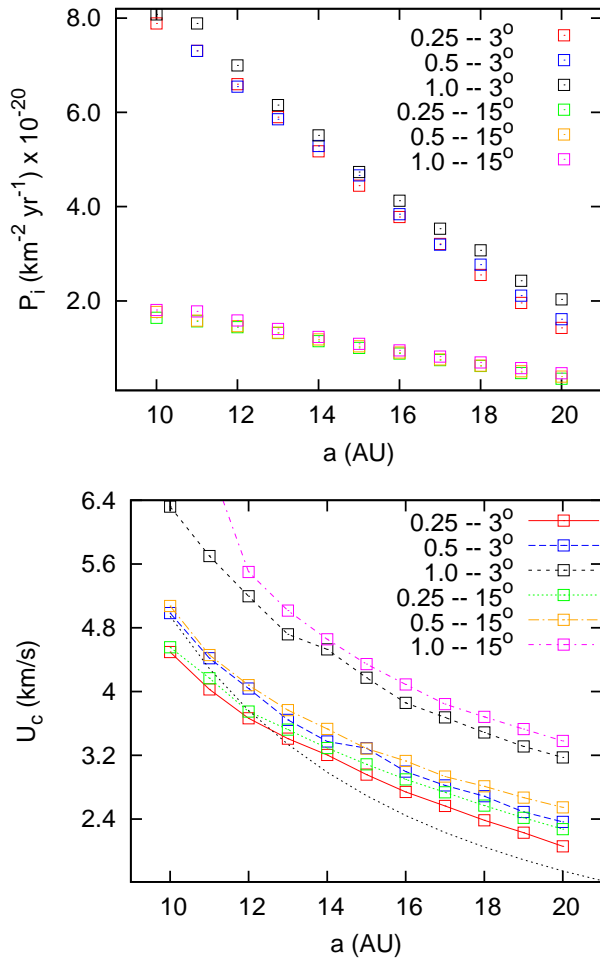 8.0
6.0
4.0
2.0
P_i (km^-2 yr^-1) x 10^-20
0.25 -- 3^o
0.5 -- 3^o
1.0 -- 3^o
0.25 -- 15^o
0.5 -- 15^o
1.0 -- 15^o
10 12 14 16 18 20
a (AU)
6.4
5.6
4.8
4
3.2
2.4
U_c (km/s)
0.25 -- 3^o
0.5 -- 3^o
1.0 -- 3^o
0.25 -- 15^o
0.5 -- 15^o
1.0 -- 15^o
10 12 14 16 18 20
a (AU)